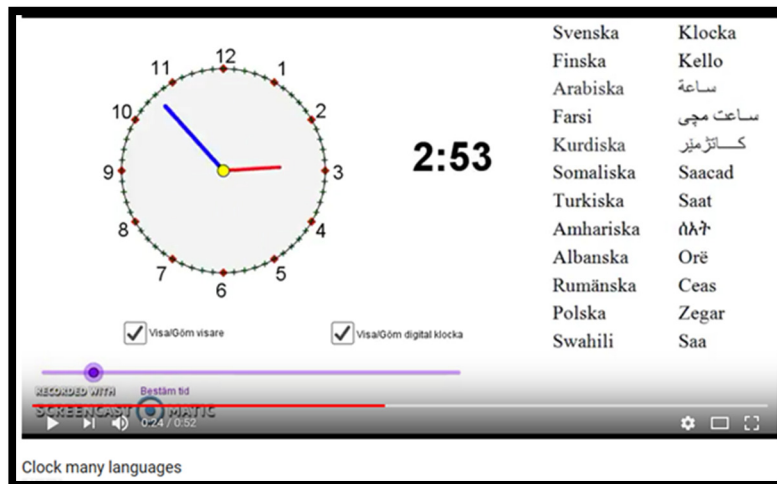 Svenska Klocka
Finska Kello
Arabiska ساعة
Farsi ساعت مچی
Kurdiska کاتژمێر
Somaliska Saacad
Turkiska Saat
Amhariska ሰአት
Albanska Orë
Rumänska Ceas
Polska Zegar
Swahili Saa
12
11 1
10 2
9 3
8 4
7 5
6
2:53
Visa/Göm visare
Visa/Göm digital klocka
Bestäm tid
RECORDED WITH
SCREENCAST MATIC
0:24 / 0:52
Clock many languages